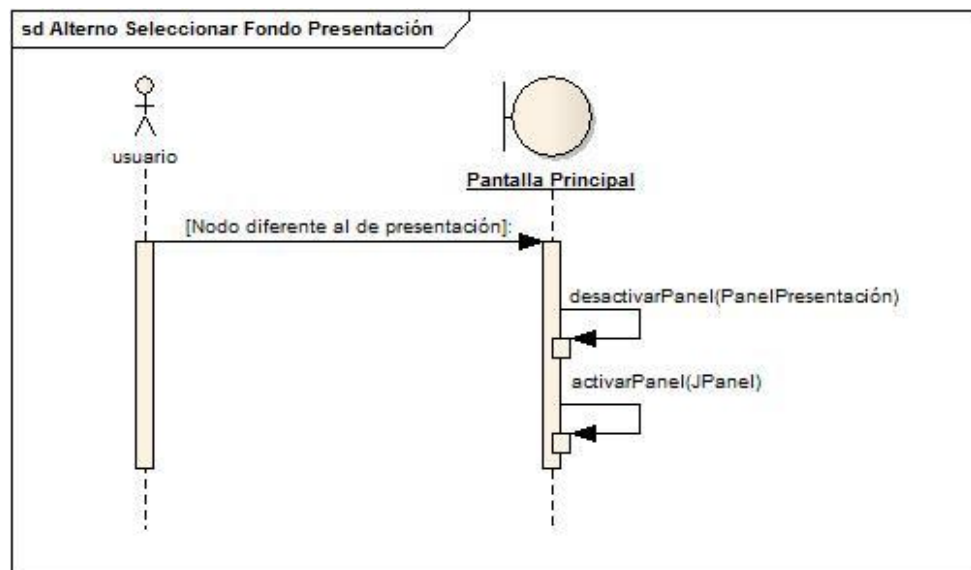 sd Alterno Seleccionar Fondo Presentación
usuario
Pantalla Principal
[Nodo diferente al de presentación]:
desactivarPanel(PanelPresentación)
activarPanel(JPanel)